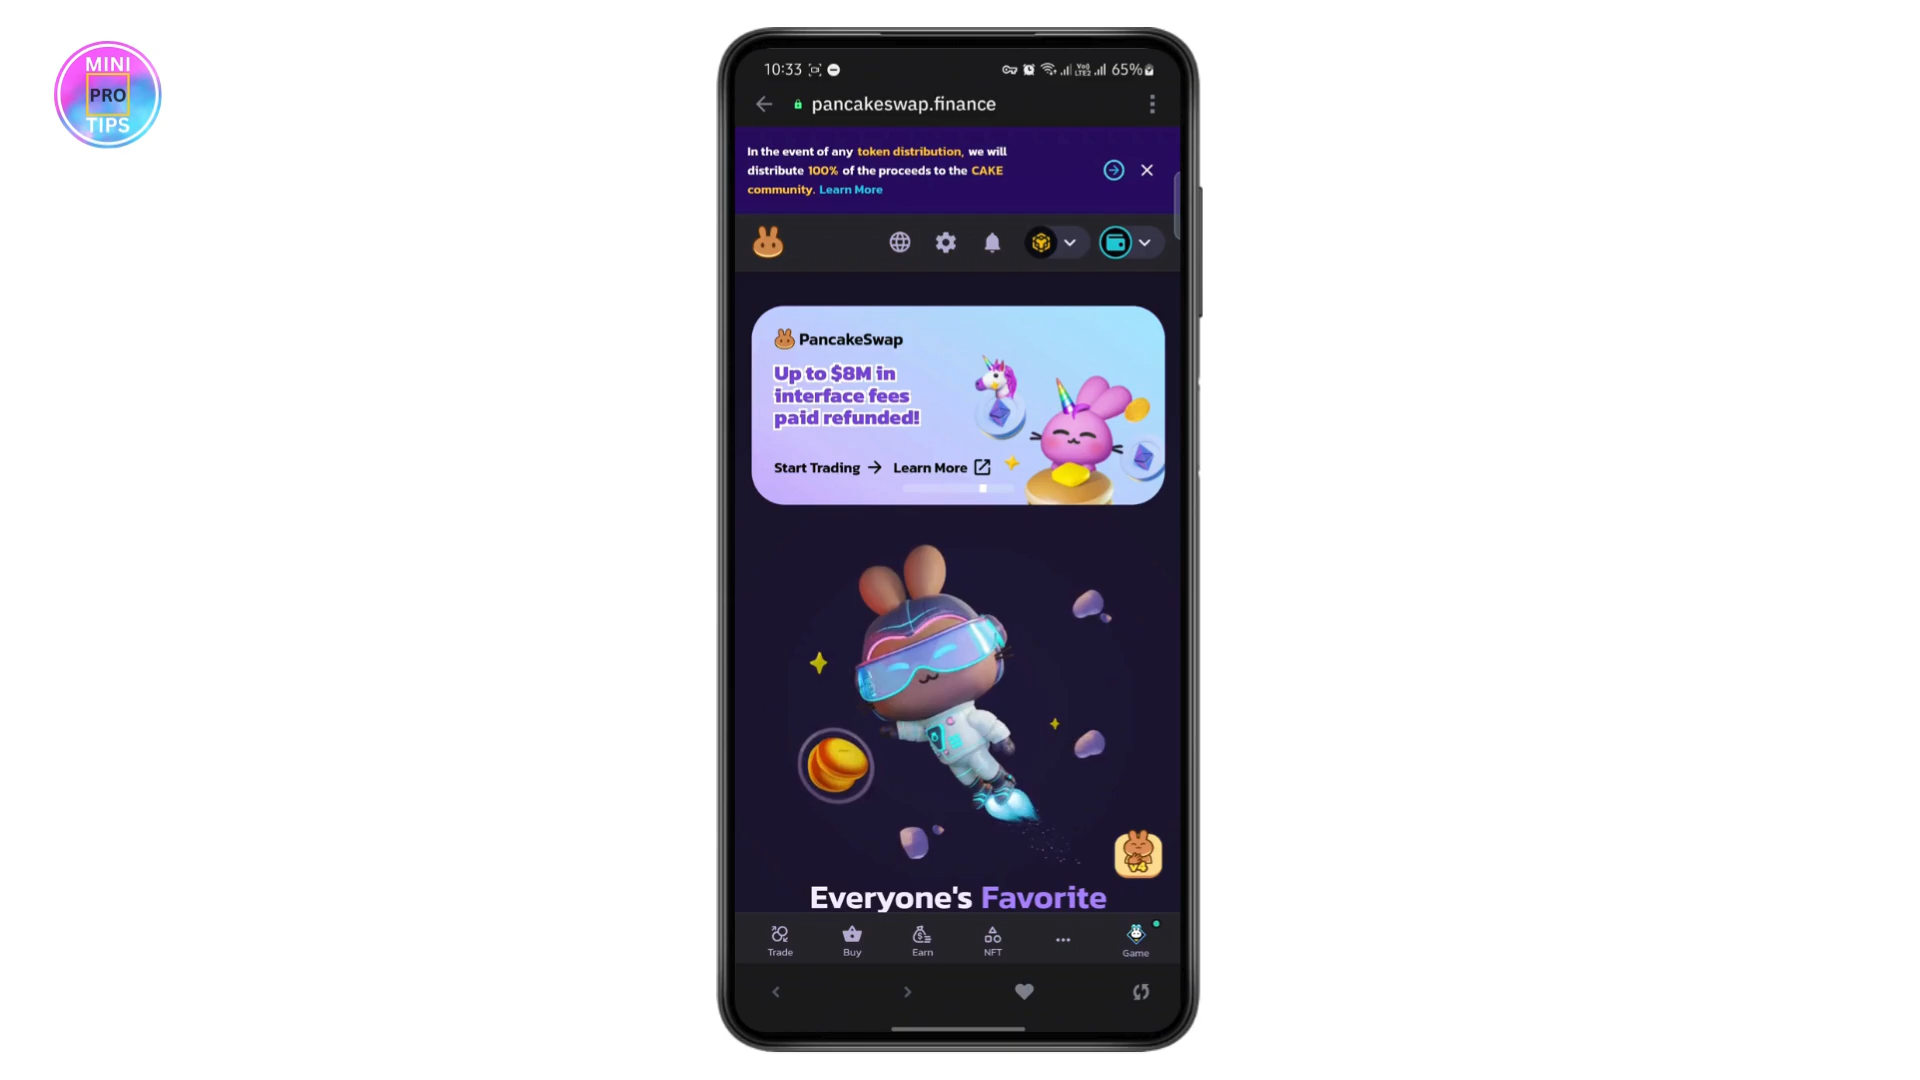 MINI
PRO
TIPS
10:33
65%
pancakeswap.finance
In the event of any token distribution, we will
distribute 100% of the proceeds to the CAKE
community. Learn More
PancakeSwap
Up to $8M in
interface fees
paid refunded!
Start Trading → Learn More
Everyone's Favorite
Trade
Buy
Earn
NFT
Game